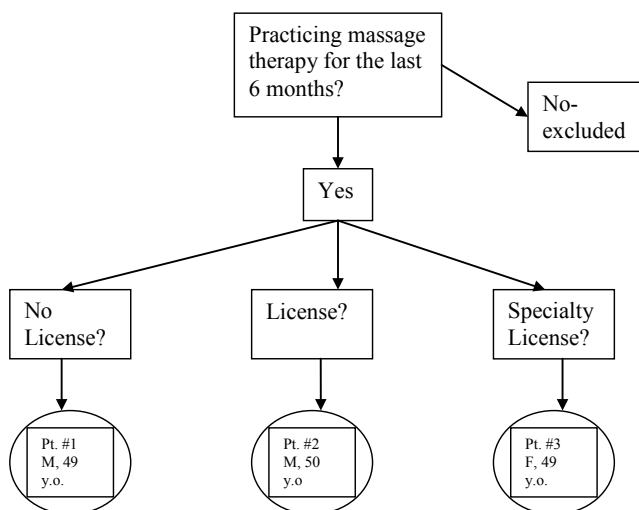 Practicing massage
therapy for the last
6 months?
No-
excluded
Yes
No
License?
License?
Specialty
License?
Pt. #1
M, 49
y.o.
Pt. #2
M, 50
y.o
Pt. #3
F, 49
y.o.